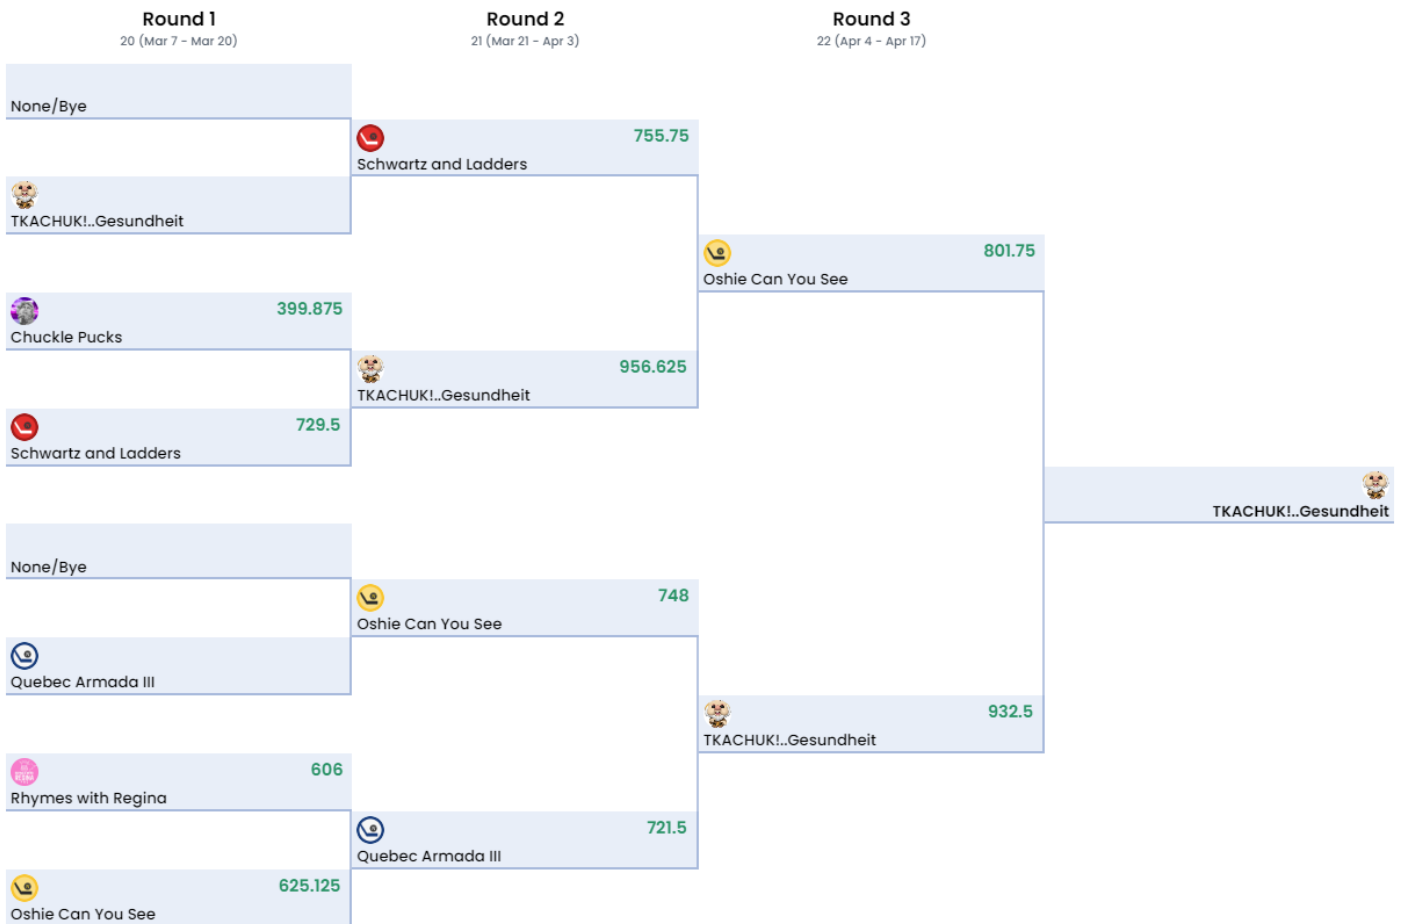 Round 1
20 (Mar 7 - Mar 20)
Round 2
21 (Mar 21 - Apr 3)
Round 3
22 (Apr 4 - Apr 17)
None/Bye
TKACHUK!..Gesundheit
399.875
Chuckle Pucks
729.5
Schwartz and Ladders
None/Bye
Quebec Armada III
606
Rhymes with Regina
625.125
Oshie Can You See
755.75
Schwartz and Ladders
956.625
TKACHUK!..Gesundheit
748
Oshie Can You See
721.5
Quebec Armada III
801.75
Oshie Can You See
932.5
TKACHUK!..Gesundheit
TKACHUK!..Gesundheit